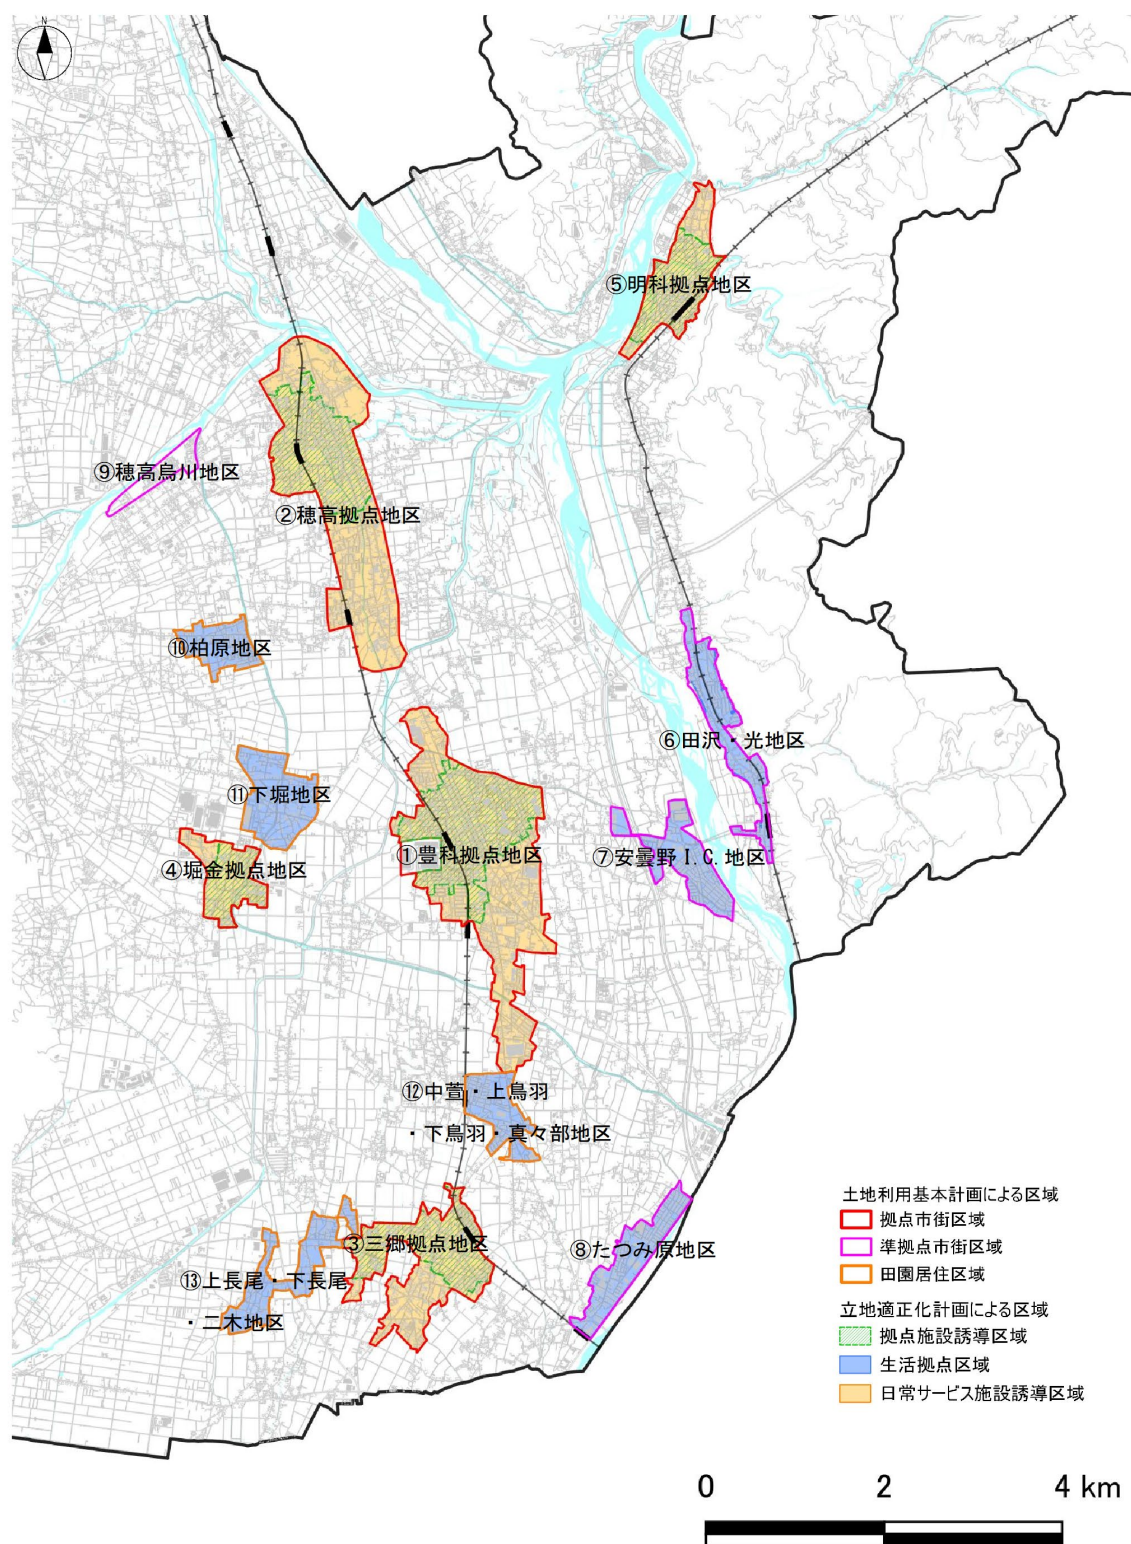 N
⑤明科拠点地区
⑨穂高烏川地区
②穂高拠点地区
⑩柏原地区
⑥田沢・光地区
⑪下堀地区
①豊科拠点地区
⑦安曇野I.C.地区
④堀金拠点地区
⑫中萱・上鳥羽
・下鳥羽・真々部地区
③三郷拠点地区
⑧たつみ原地区
⑬上長尾・下長尾
・二木地区
土地利用基本計画による区域
拠点市街区域
準拠点市街区域
田園居住区域
立地適正化計画による区域
拠点施設誘導区域
生活拠点区域
日常サービス施設誘導区域
0 2 4 km